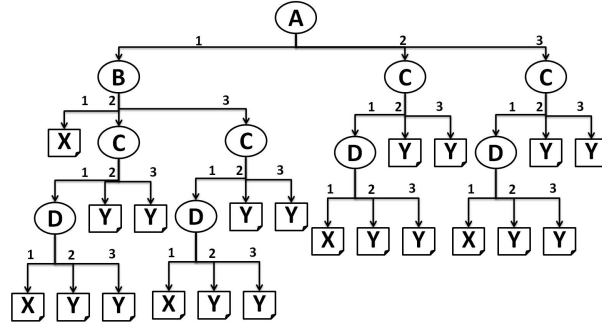 A
1 2 3
B C C
1 2 3 1 2 3 1 2 3
X C C D Y Y D Y Y
1 2 3 1 2 3 1 2 3 1 2 3
D Y Y D Y Y X Y Y X Y Y
1 2 3 1 2 3
X Y Y X Y Y